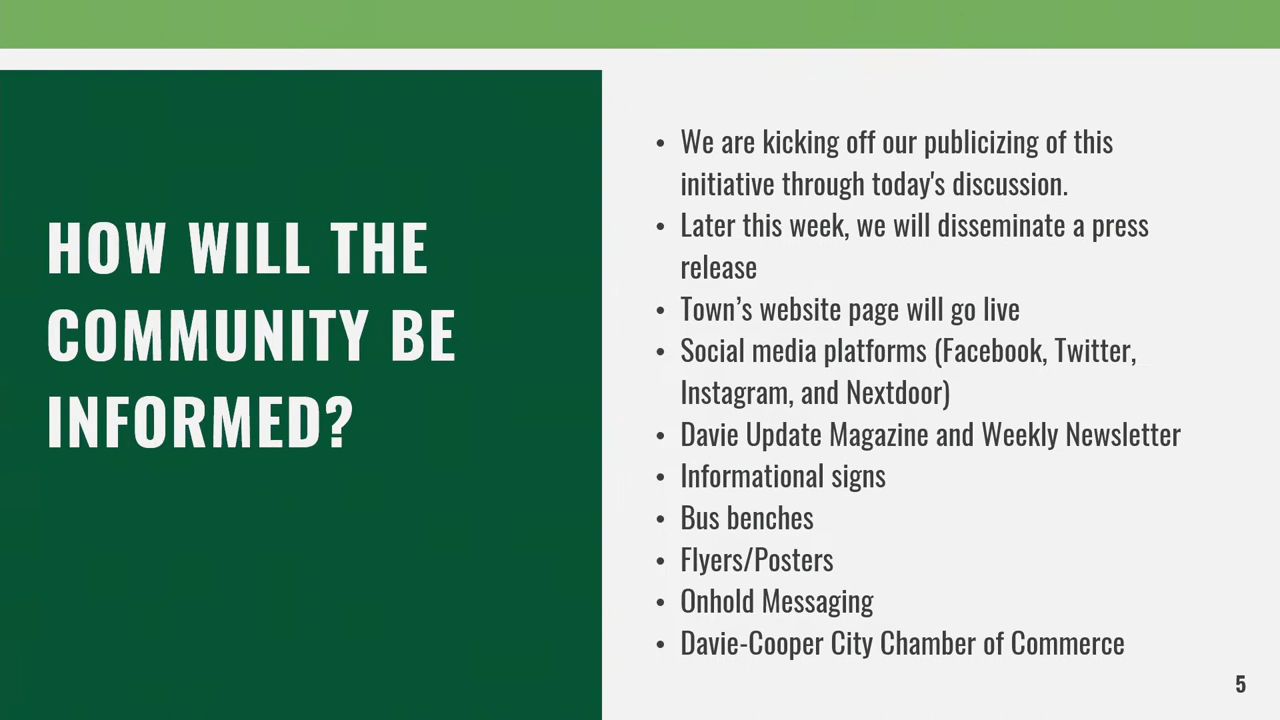 HOW WILL THE
COMMUNITY BE
INFORMED?
• We are kicking off our publicizing of this
initiative through today's discussion.
• Later this week, we will disseminate a press
release
• Town’s website page will go live
• Social media platforms (Facebook, Twitter,
Instagram, and Nextdoor)
• Davie Update Magazine and Weekly Newsletter
• Informational signs
• Bus benches
• Flyers/Posters
• Onhold Messaging
• Davie-Cooper City Chamber of Commerce
5